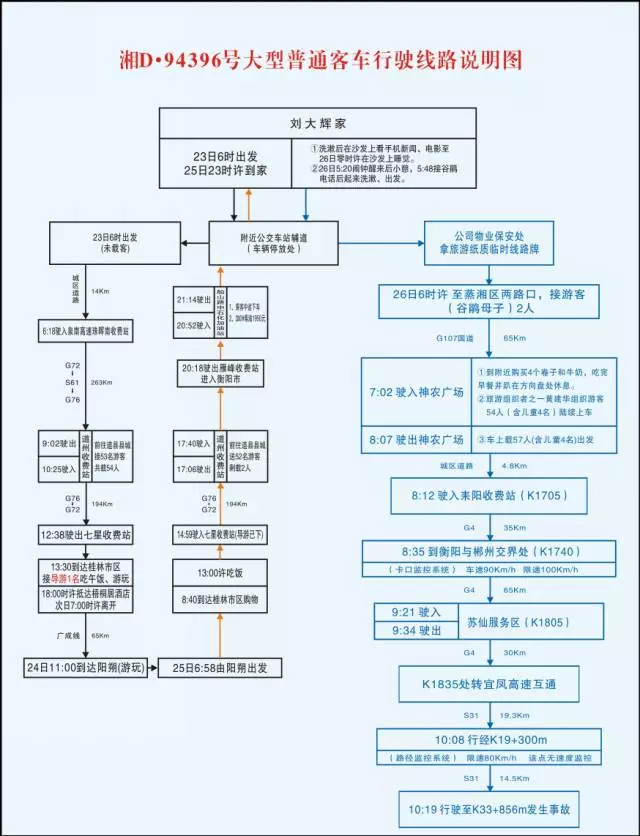 湘D·94396号大型普通客车行驶线路说明图
刘大辉家
23日6时出发
25日23时许到家
①洗漱后在沙发上看手机新闻、电影至
26日零时许在沙发上睡觉。
②26日5:20闹钟醒来后小憩,5:48接谷鹃
电话后起来洗漱、出发。
23日6时出发
(未载客)
附近公交车站辅道
(车辆停放处)
公司物业保安处
拿旅游纸质临时线路牌
城区道路
14Km
6:18驶入泉南高速珠晖南收费站
G72
S61
G76
263Km
9:02驶出
10:25驶入
道州收费站
前往道县县城
接53名游客
共载54人
G76
G72
194Km
12:38驶出七星收费站
13:30到达桂林市区
接导游1名吃午饭、游玩
18:00时许抵达梧桐居酒店
次日7:00时许离开
广成线
65Km
24日11:00到达阳朔(游玩)
21:14驶出
20:52驶入
船山路中石化加油站
1、乘客中途下车
20:18驶出雁峰收费站
进入衡阳市
17:40驶入
17:06驶出
道州收费站
前往道县县城
送52名游客
剩载2人
G76
G72
194Km
14:59驶入七星收费站(导游已下)
13:00许吃饭
8:40到达桂林市区购物
25日6:58由阳朔出发
26日6时许 至蒸湘区两路口,接游客
(谷鹃母子)2人
G107国道
65Km
7:02 驶入神农广场
①到附近购买4个卷子和牛奶,吃完
早餐并趴在方向盘处休息。
②旅游组织者之一黄建华组织游客
54人(含儿童4名)陆续上车
8:07 驶出神农广场
③车上载57人(含儿童4名)出发
城区道路
4.8Km
8:12 驶入耒阳收费站(K1705)
G4
35Km
8:35 到衡阳与郴州交界处(K1740)
(卡口监控系统) 车速90Km/h 限速100Km/h
G4
65Km
9:21 驶入
9:34 驶出
苏仙服务区(K1805)
G4
30Km
K1835处转宜凤高速互通
S31
19.3Km
10:08 行经K19+300m
(路径监控系统) 限速80Km/h 该点无速度监控
S31
14.5Km
10:19 行驶至K33+856m发生事故